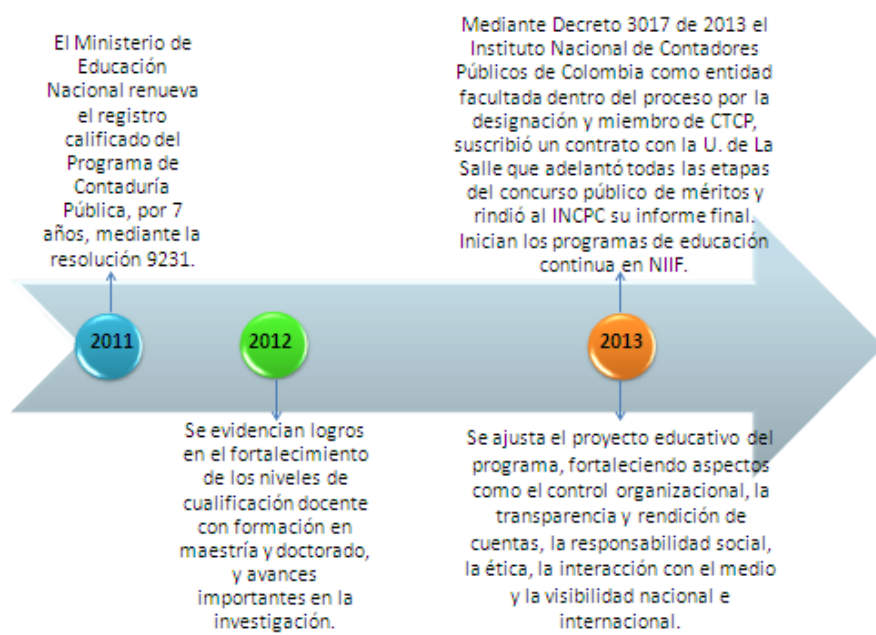 El Ministerio de
Educación
Nacional renueva
el registro
calificado del
Programa de
Contaduría
Pública, por 7
años, mediante la
resolución 9231.
Mediante Decreto 3017 de 2013 el
Instituto Nacional de Contadores
Públicos de Colombia como entidad
facultada dentro del proceso por la
designación y miembro de CTCP,
suscribió un contrato con la U. de La
Salle que adelantó todas las etapas
del concurso público de méritos y
rindió al INCPC su informe final.
Inician los programas de educación
continua en NIIF.
2011
2012
2013
Se evidencian logros
en el fortalecimiento
de los niveles de
cualificación docente
con formación en
maestría y doctorado,
y avances
importantes en la
investigación.
Se ajusta el proyecto educativo del
programa, fortaleciendo aspectos
como el control organizacional, la
transparencia y rendición de
cuentas, la responsabilidad social,
la ética, la interacción con el medio
y la visibilidad nacional e
internacional.